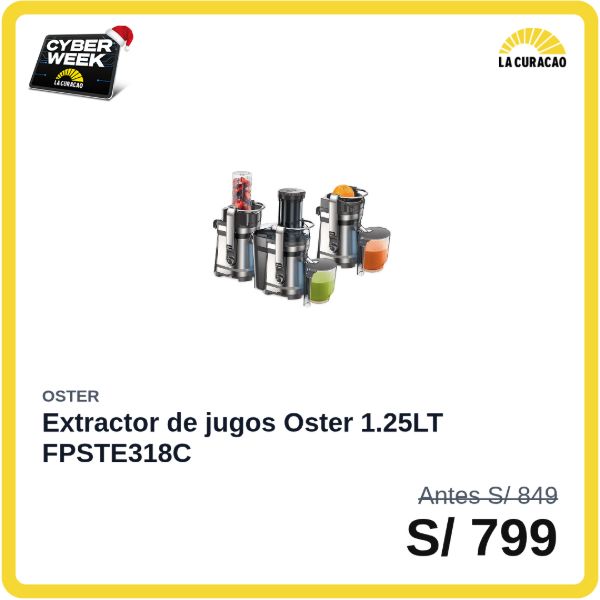 CYBER
WEEK
LA CURACAO
LA CURACAO
OSTER
Extractor de jugos Oster 1.25LT
FPSTE318C
Antes S/ 849
S/ 799